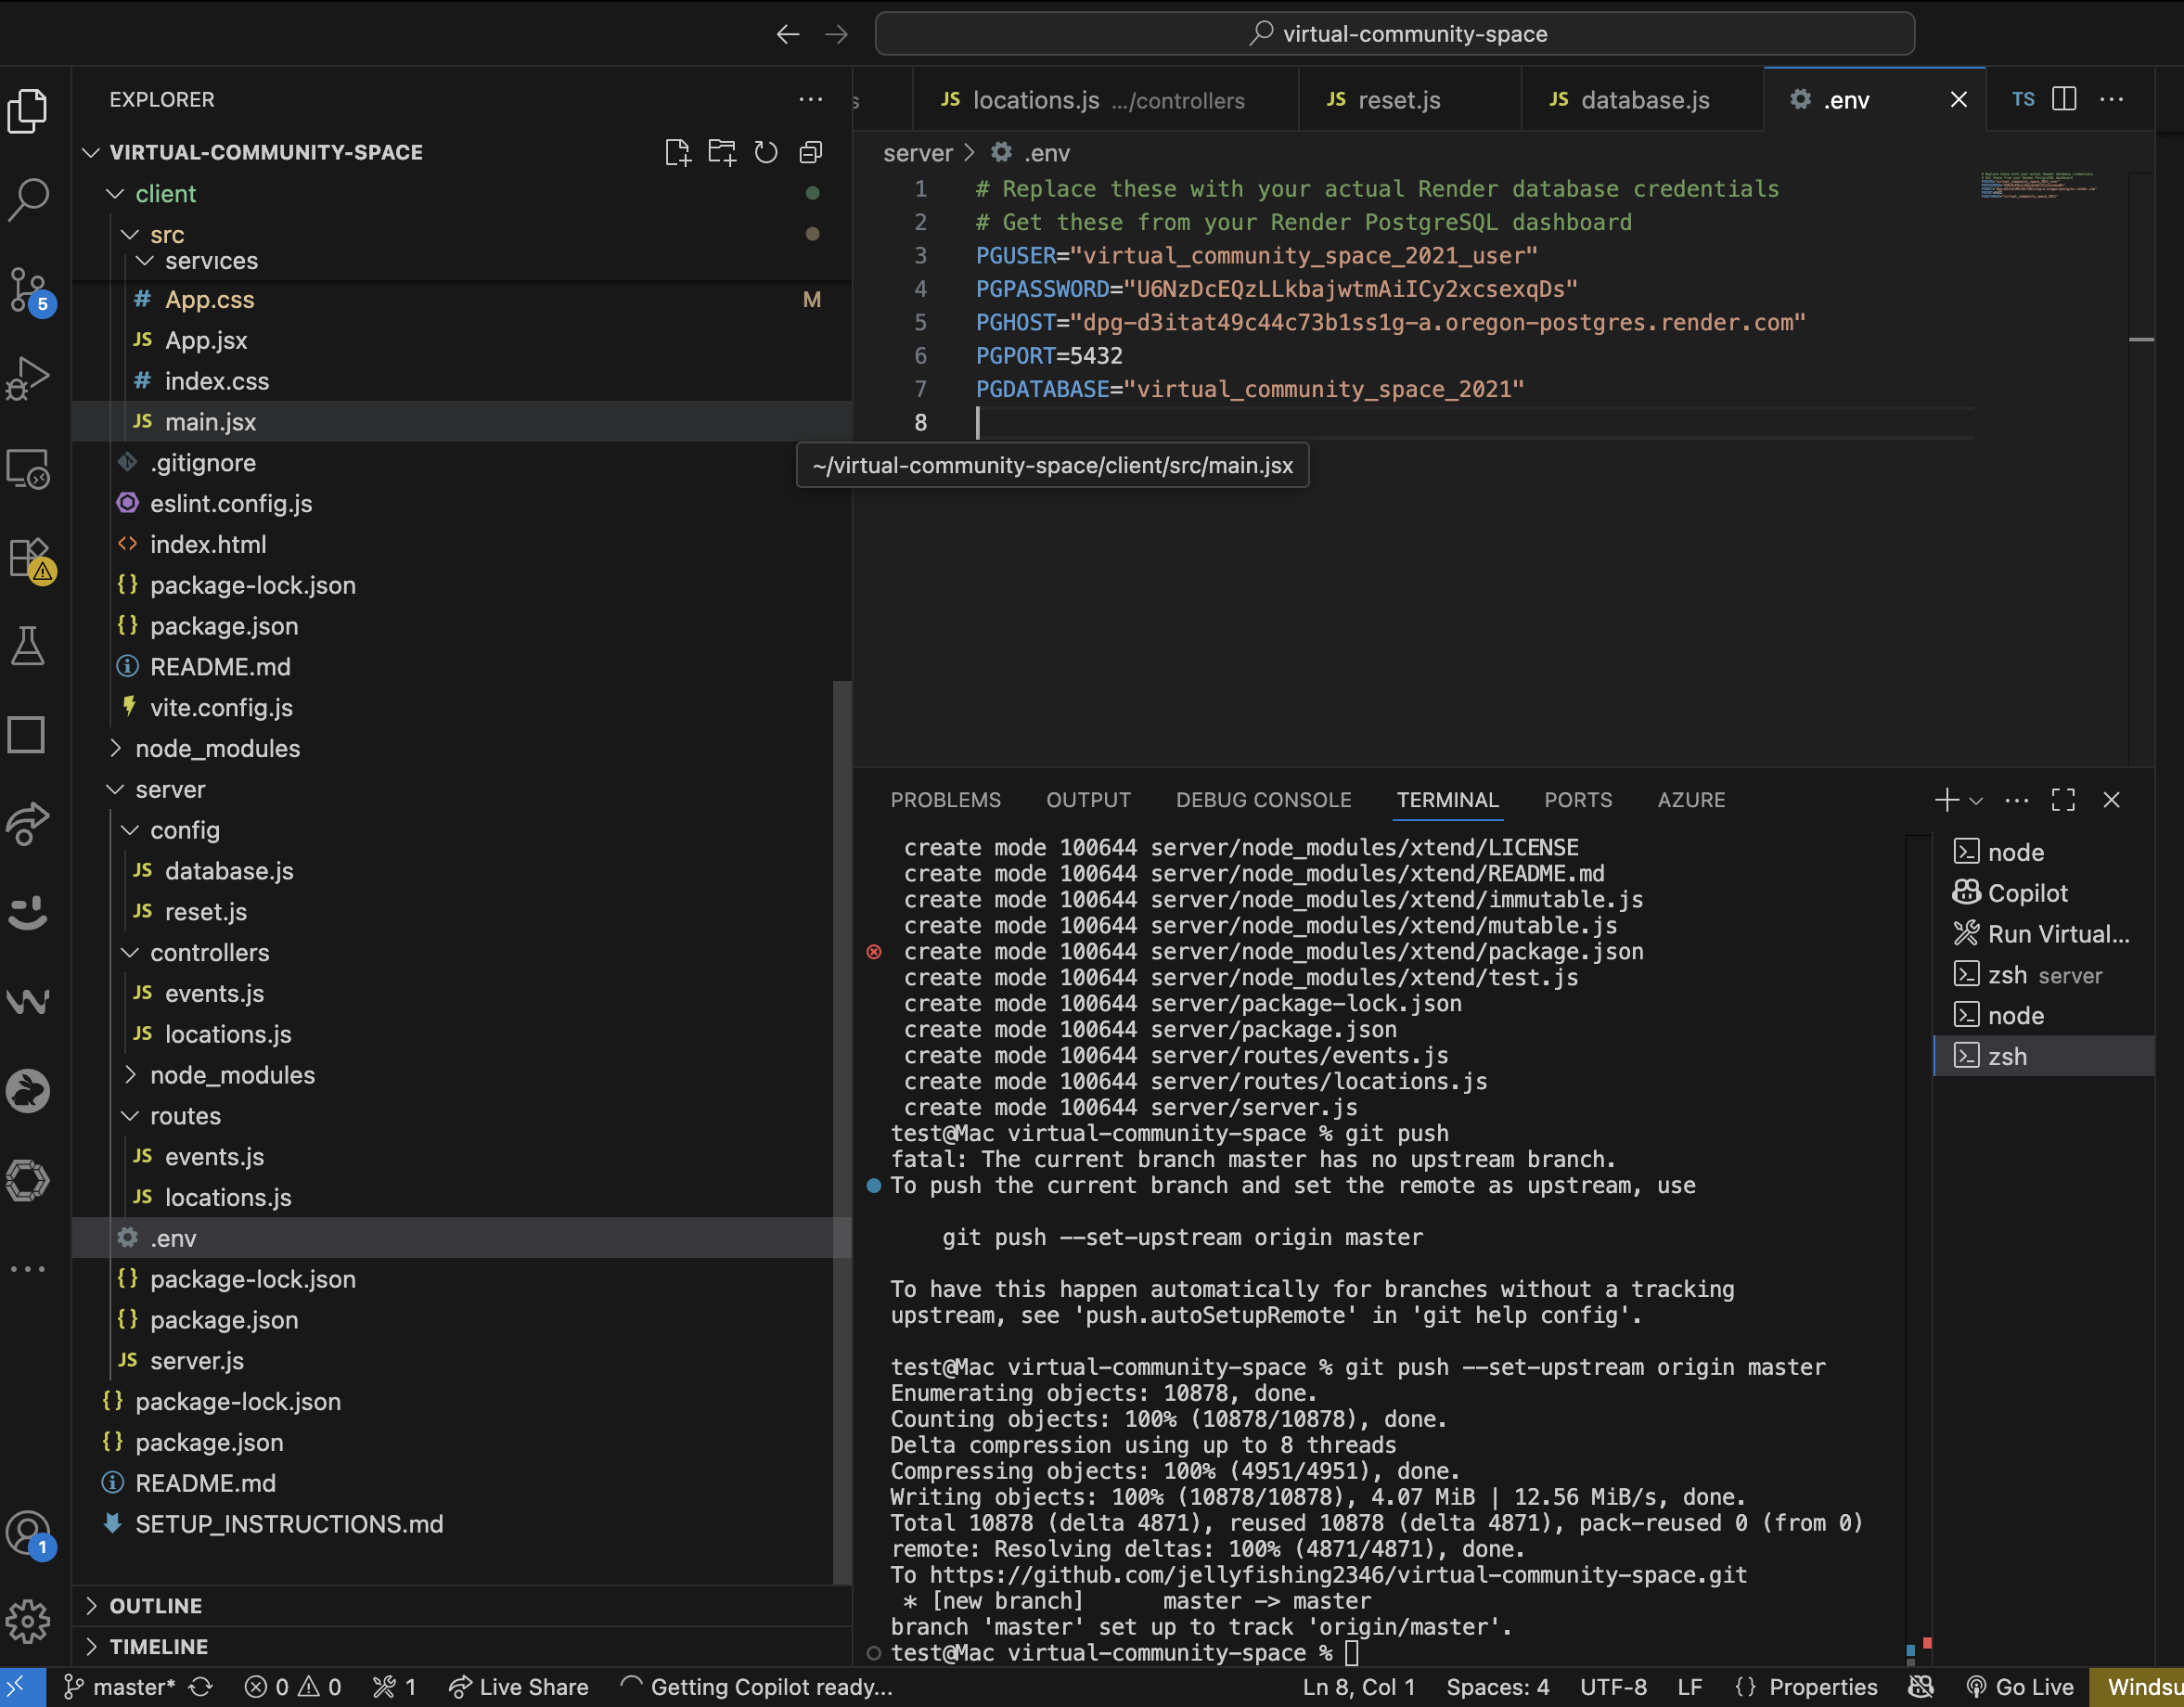 virtual-community-space
EXPLORER
VIRTUAL-COMMUNITY-SPACE
client
src
services
App.css
M
App.jsx
index.css
main.jsx
.gitignore
eslint.config.js
index.html
package-lock.json
package.json
README.md
vite.config.js
node_modules
server
config
database.js
reset.js
controllers
events.js
locations.js
node_modules
routes
events.js
locations.js
.env
package-lock.json
package.json
server.js
package-lock.json
package.json
README.md
SETUP_INSTRUCTIONS.md
OUTLINE
TIMELINE
5
1
JS locations.js .../controllers
JS reset.js
JS database.js
.env
TS
server > .env
1 # Replace these with your actual Render database credentials
2 # Get these from your Render PostgreSQL dashboard
3 PGUSER="virtual_community_space_2021_user"
4 PGPASSWORD="U6NzDcEQzLLkbajwtmAiICy2xcsexqDs"
5 PGHOST="dpg-d3itat49c44c73b1ss1g-a.oregon-postgres.render.com"
6 PGPORT=5432
7 PGDATABASE="virtual_community_space_2021"
8
~/virtual-community-space/client/src/main.jsx
PROBLEMS OUTPUT DEBUG CONSOLE TERMINAL PORTS AZURE
create mode 100644 server/node_modules/xtend/LICENSE
create mode 100644 server/node_modules/xtend/README.md
create mode 100644 server/node_modules/xtend/immutable.js
create mode 100644 server/node_modules/xtend/mutable.js
create mode 100644 server/node_modules/xtend/package.json
create mode 100644 server/node_modules/xtend/test.js
create mode 100644 server/package-lock.json
create mode 100644 server/package.json
create mode 100644 server/routes/events.js
create mode 100644 server/routes/locations.js
create mode 100644 server/server.js
test@Mac virtual-community-space % git push
fatal: The current branch master has no upstream branch.
To push the current branch and set the remote as upstream, use
git push --set-upstream origin master
To have this happen automatically for branches without a tracking
upstream, see 'push.autoSetupRemote' in 'git help config'.
test@Mac virtual-community-space % git push --set-upstream origin master
Enumerating objects: 10878, done.
Counting objects: 100% (10878/10878), done.
Delta compression using up to 8 threads
Compressing objects: 100% (4951/4951), done.
Writing objects: 100% (10878/10878), 4.07 MiB | 12.56 MiB/s, done.
Total 10878 (delta 4871), reused 10878 (delta 4871), pack-reused 0 (from 0)
remote: Resolving deltas: 100% (4871/4871), done.
To https://github.com/jellyfishing2346/virtual-community-space.git
* [new branch] master -> master
branch 'master' set up to track 'origin/master'.
test@Mac virtual-community-space %
node
Copilot
Run Virtual...
zsh server
node
zsh
master* 0 0 1 Live Share Getting Copilot ready... Ln 8, Col 1 Spaces: 4 UTF-8 LF {} Properties Go Live Windsu